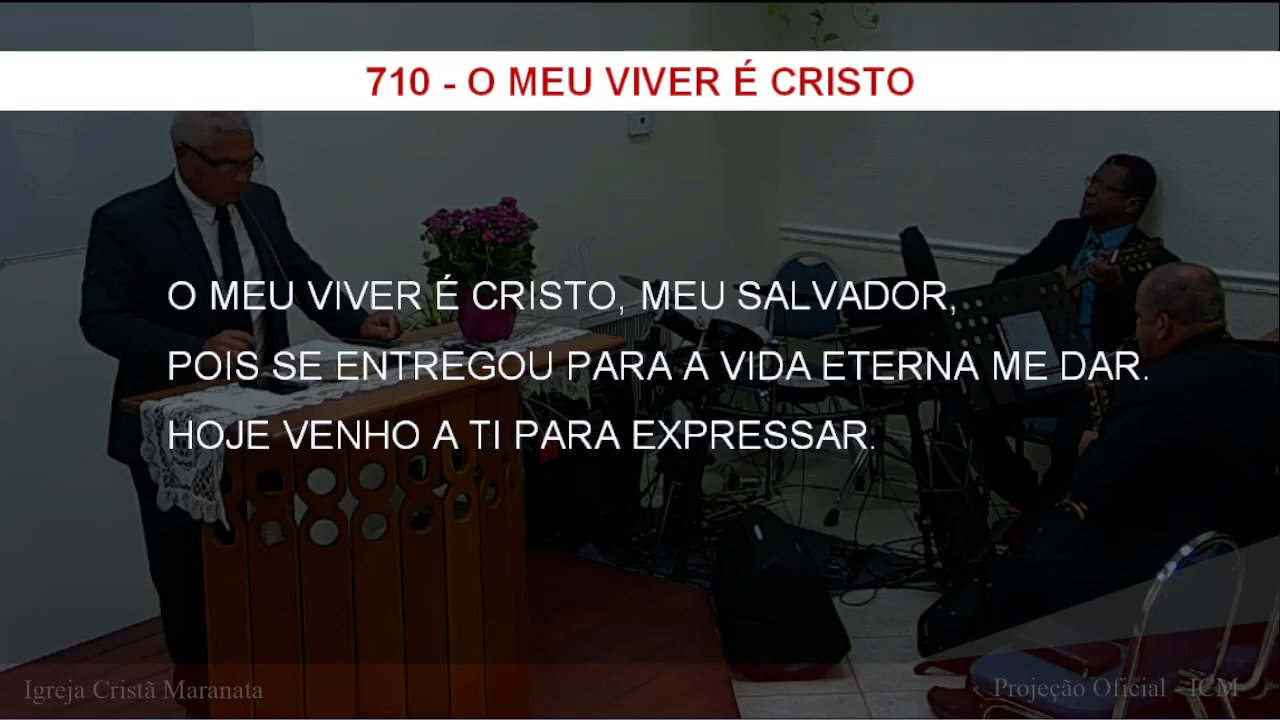 710 - O MEU VIVER É CRISTO
O MEU VIVER É CRISTO, MEU SALVADOR,
POIS SE ENTREGOU PARA A VIDA ETERNA ME DAR.
HOJE VENHO A TI PARA EXPRESSAR.
Igreja Cristã Maranata
Projeção Oficial - ICM